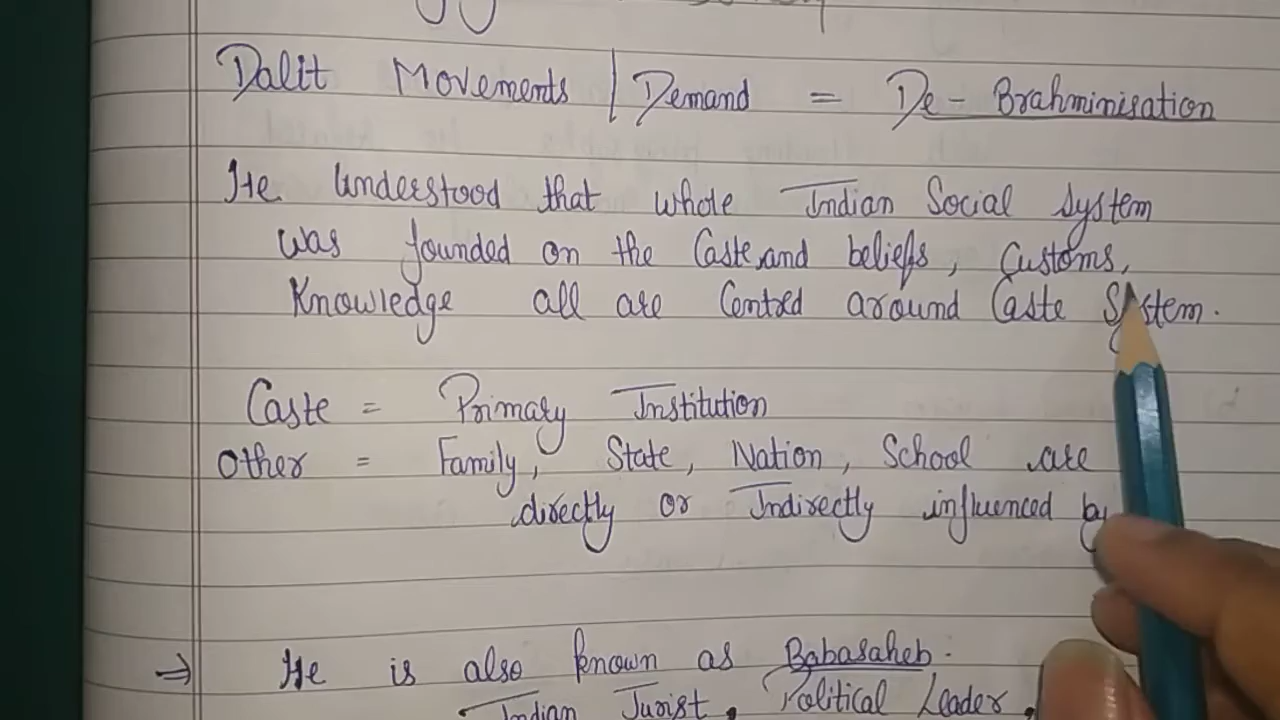 Dalit Movements | Demand = De-Brahminisation
He understood that whole Indian Social System
was founded on the Caste, and beliefs, Customs,
Knowledge all are Centred around Caste System.
Caste = Primary Institution
Other = Family, State, Nation, School are
directly or Indirectly influenced by
⇒ He is also known as Babasaheb.
Indian Jurist, Political Leader,